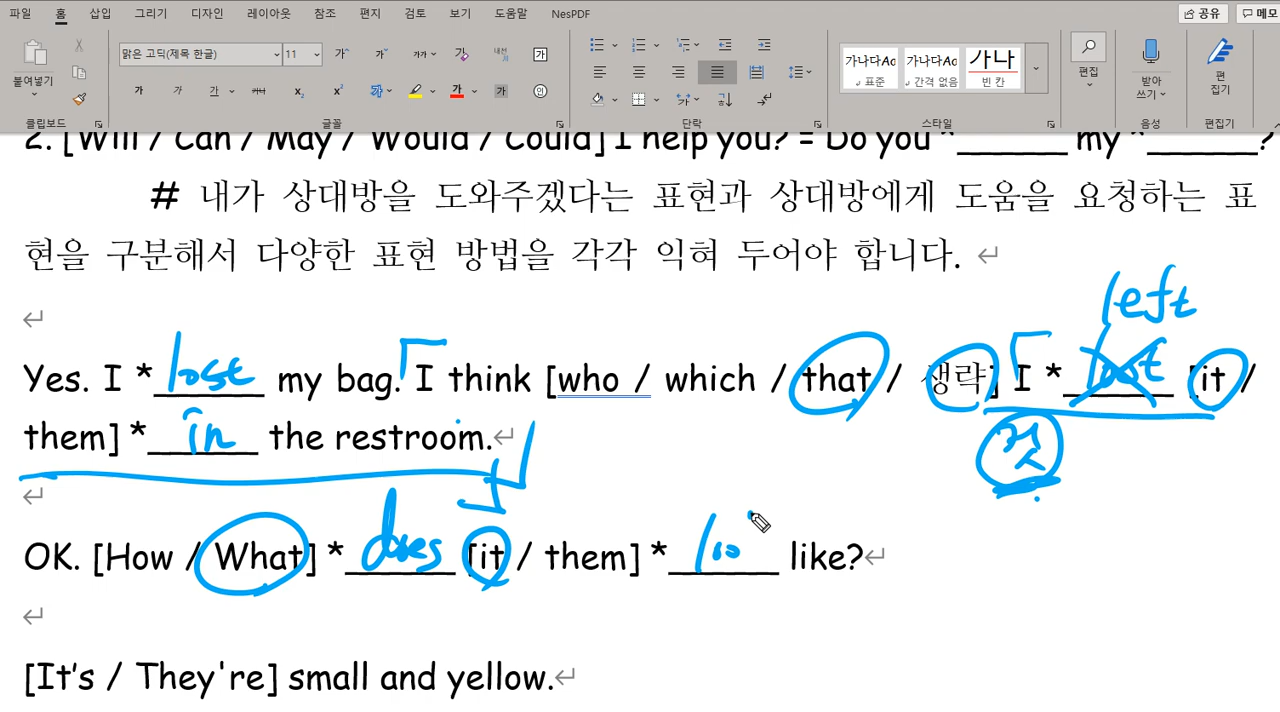 파일 홈 삽입 그리기 디자인 레이아웃 참조 편지 검토 보기 도움말 NesPDF 공유 메모
맑은 고딕(제목 한글) 11 가나다Ac 가나다Ac 가나
붙여넣기 표준 간격 없음 빈 칸 편집 받아쓰기 편집기
클립보드 글꼴 단락 스타일 음성 편집기
2. [Will / Can / May / Would / Could] I help you? = Do you *______ my *______?
# 내가 상대방을 도와주겠다는 표현과 상대방에게 도움을 요청하는 표
현을 구분해서 다양한 표현 방법을 각각 익혀 두어야 합니다.
left
Yes. I * lost my bag. I think [who / which / that / 생략] I * lost [it /
them] * in the restroom.
OK. [How / What] * does [it / them] * lo like?
[It's / They're] small and yellow.